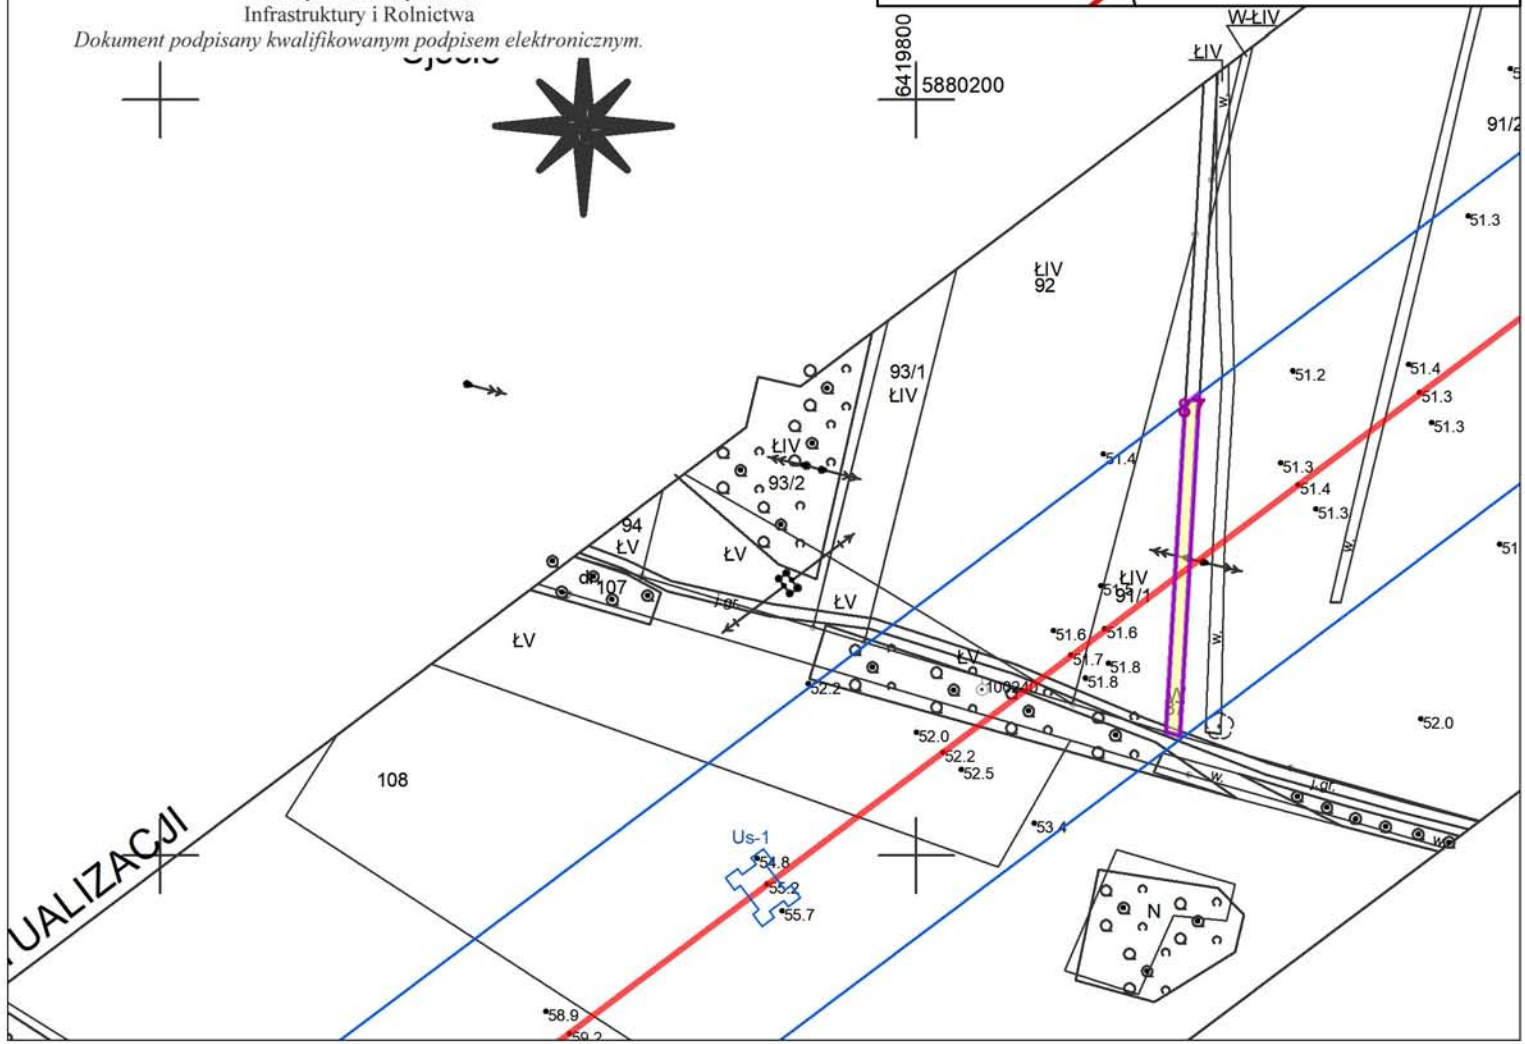 Infrastruktury i Rolnictwa
Dokument podpisany kwalifikowanym podpisem elektronicznym.
6419800
5880200
W-ŁIV
ŁIV
w.
91/2
51.3
ŁIV
92
93/1
ŁIV
51.2
51.4
51.3
51.3
87
ŁIV
93/2
51.4
51.3
51.4
51.3
94
ŁV
ŁV
w.
51
dr
107
j.gr.
ŁV
ŁIV
91/1
ŁV
51.6
51.6
w.
ŁV
51.7
51.8
51.8
52.2
52.0
52.0
52.2
52.5
108
w.
j.gr.
53.4
w.
UALIZACJI
Us-1
54.8
55.2
55.7
N
58.9
59.2